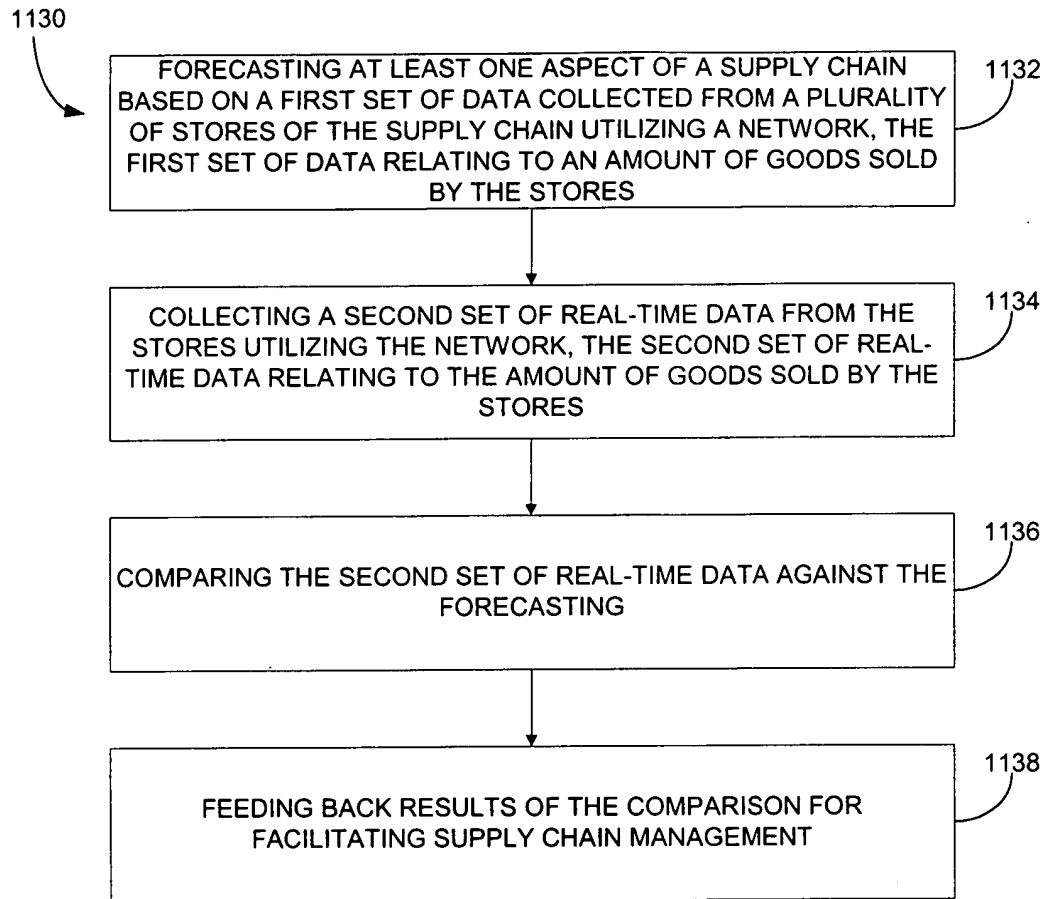 1130
FORECASTING AT LEAST ONE ASPECT OF A SUPPLY CHAIN
BASED ON A FIRST SET OF DATA COLLECTED FROM A PLURALITY
OF STORES OF THE SUPPLY CHAIN UTILIZING A NETWORK, THE
FIRST SET OF DATA RELATING TO AN AMOUNT OF GOODS SOLD
BY THE STORES
1132
COLLECTING A SECOND SET OF REAL-TIME DATA FROM THE
STORES UTILIZING THE NETWORK, THE SECOND SET OF REAL-
TIME DATA RELATING TO THE AMOUNT OF GOODS SOLD BY THE
STORES
1134
COMPARING THE SECOND SET OF REAL-TIME DATA AGAINST THE
FORECASTING
1136
FEEDING BACK RESULTS OF THE COMPARISON FOR
FACILITATING SUPPLY CHAIN MANAGEMENT
1138